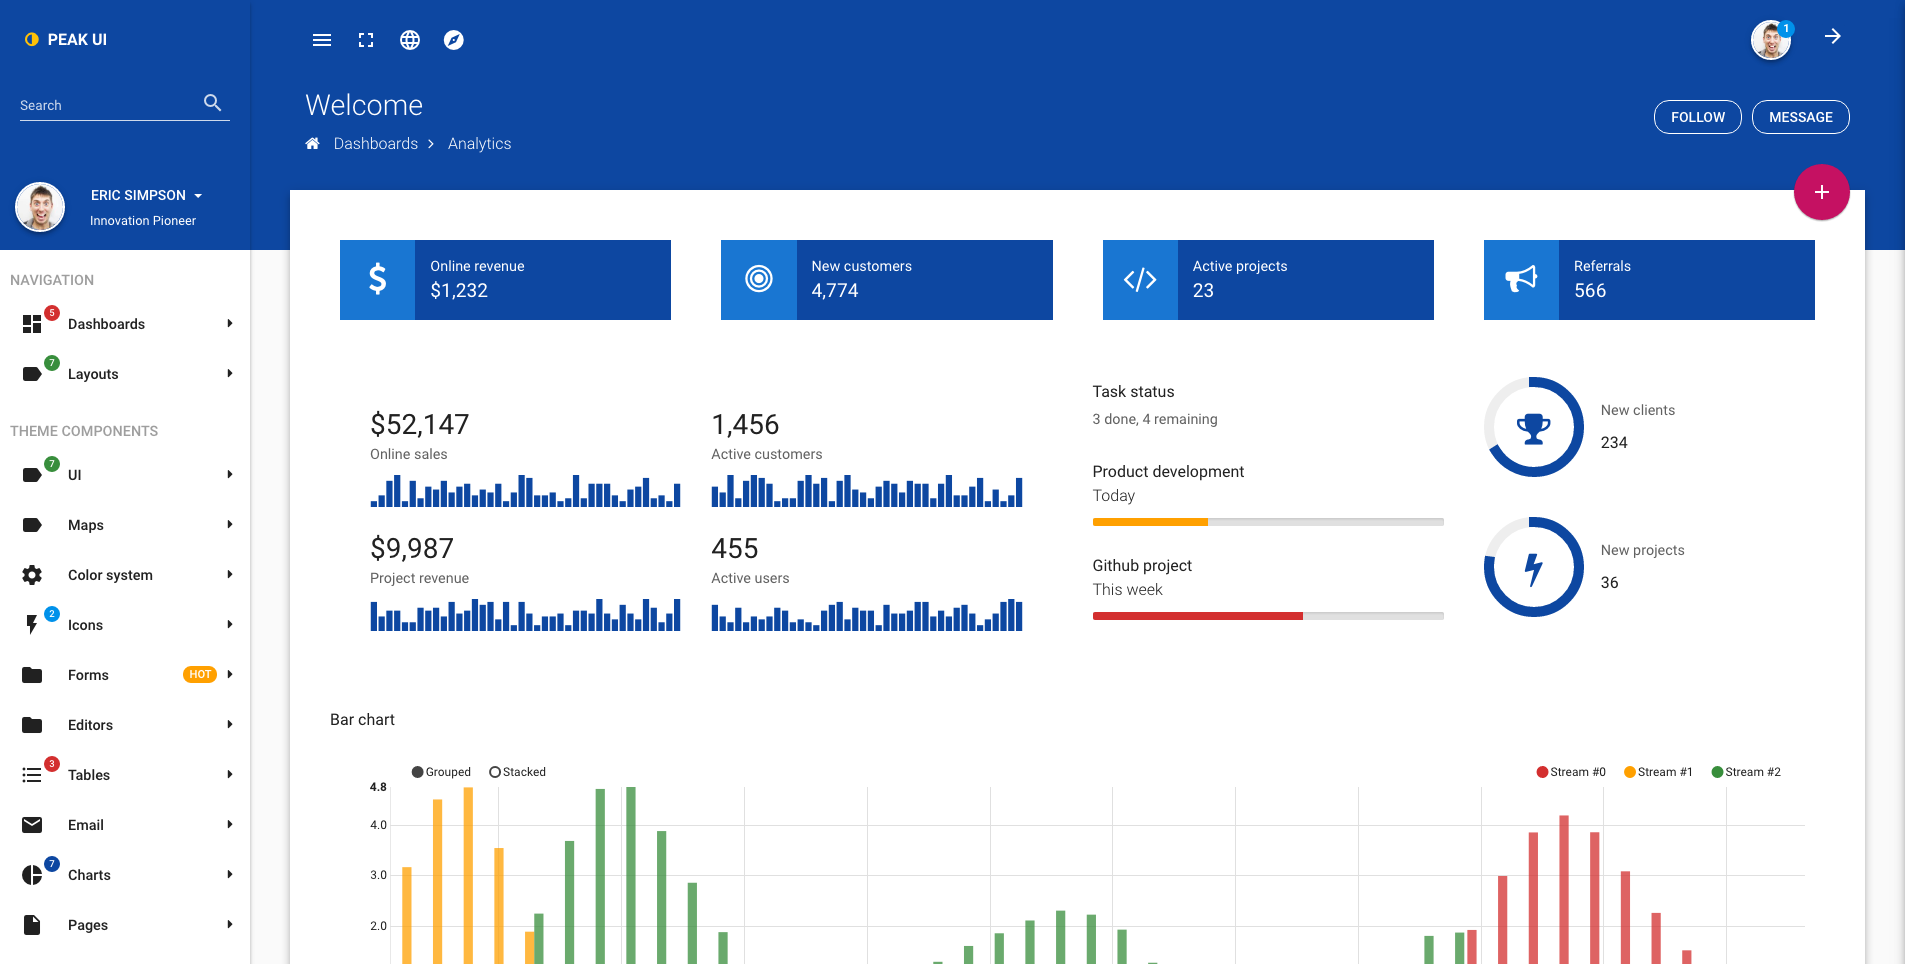 PEAK UI
1
Search
Welcome
Dashboards
Analytics
FOLLOW
MESSAGE
ERIC SIMPSON
Innovation Pioneer
NAVIGATION
5
Dashboards
7
Layouts
THEME COMPONENTS
7
UI
Maps
Color system
2
Icons
Forms
HOT
Editors
3
Tables
Email
7
Charts
Pages
Online revenue
$1,232
New customers
4,774
Active projects
23
Referrals
566
$52,147
Online sales
1,456
Active customers
$9,987
Project revenue
455
Active users
Task status
3 done, 4 remaining
Product development
Today
Github project
This week
New clients
234
New projects
36
Bar chart
Grouped
Stacked
Stream #0
Stream #1
Stream #2
4.8
4.0
3.0
2.0